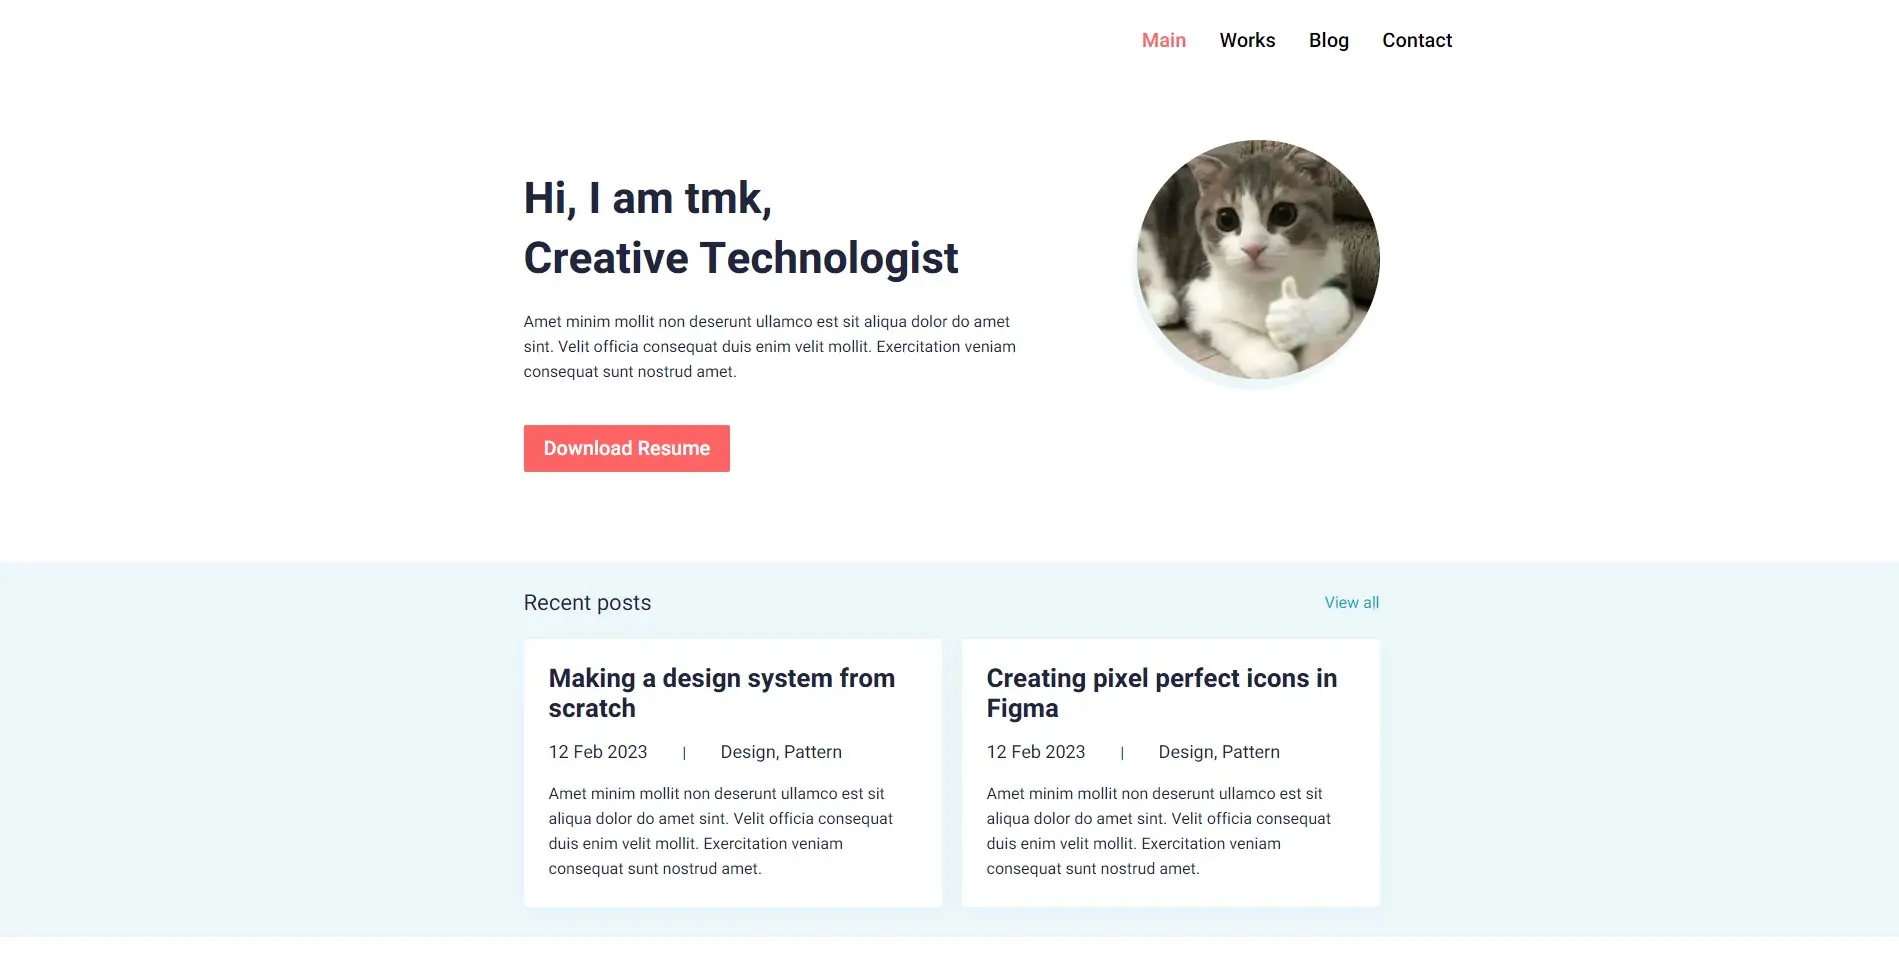 Main Works Blog Contact
Hi, I am tmk,
Creative Technologist
Amet minim mollit non deserunt ullamco est sit aliqua dolor do amet
sint. Velit officia consequat duis enim velit mollit. Exercitation veniam
consequat sunt nostrud amet.
Download Resume
Recent posts
View all
Making a design system from
scratch
12 Feb 2023 | Design, Pattern
Amet minim mollit non deserunt ullamco est sit
aliqua dolor do amet sint. Velit officia consequat
duis enim velit mollit. Exercitation veniam
consequat sunt nostrud amet.
Creating pixel perfect icons in
Figma
12 Feb 2023 | Design, Pattern
Amet minim mollit non deserunt ullamco est sit
aliqua dolor do amet sint. Velit officia consequat
duis enim velit mollit. Exercitation veniam
consequat sunt nostrud amet.